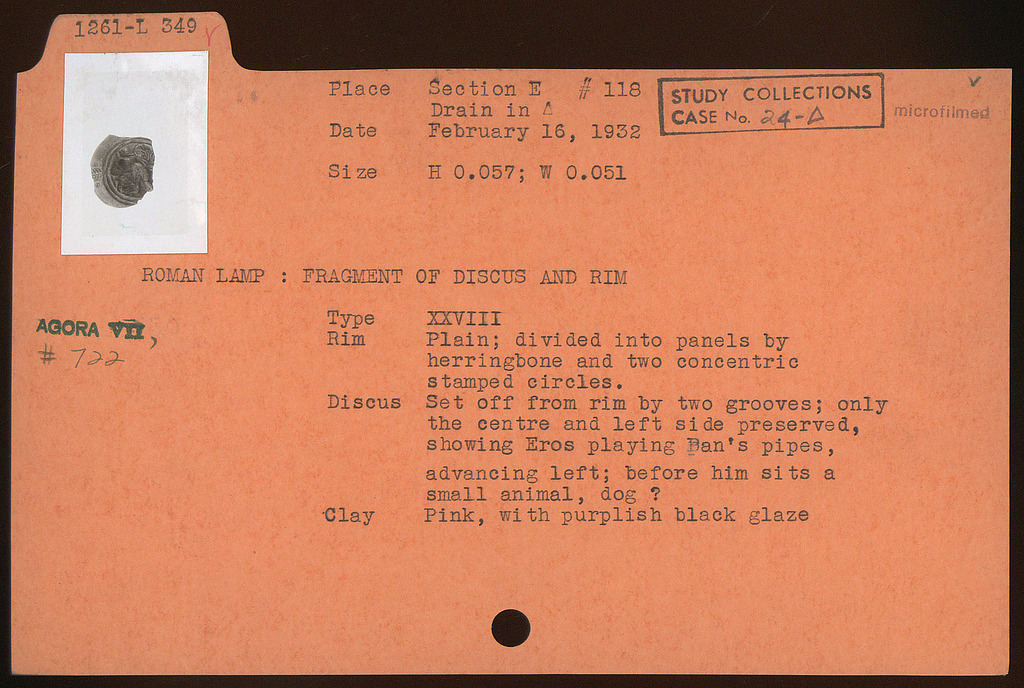 1261-L 349
Place Section E # 118
Drain in Δ
Date February 16, 1932
STUDY COLLECTIONS
CASE No. 24-Δ
microfilmed
Size H 0.057; W 0.051
ROMAN LAMP : FRAGMENT OF DISCUS AND RIM
AGORA VII,
# 722
Type XXVIII
Rim Plain; divided into panels by
herringbone and two concentric
stamped circles.
Discus Set off from rim by two grooves; only
the centre and left side preserved,
showing Eros playing Pan's pipes,
advancing left; before him sits a
small animal, dog ?
Clay Pink, with purplish black glaze